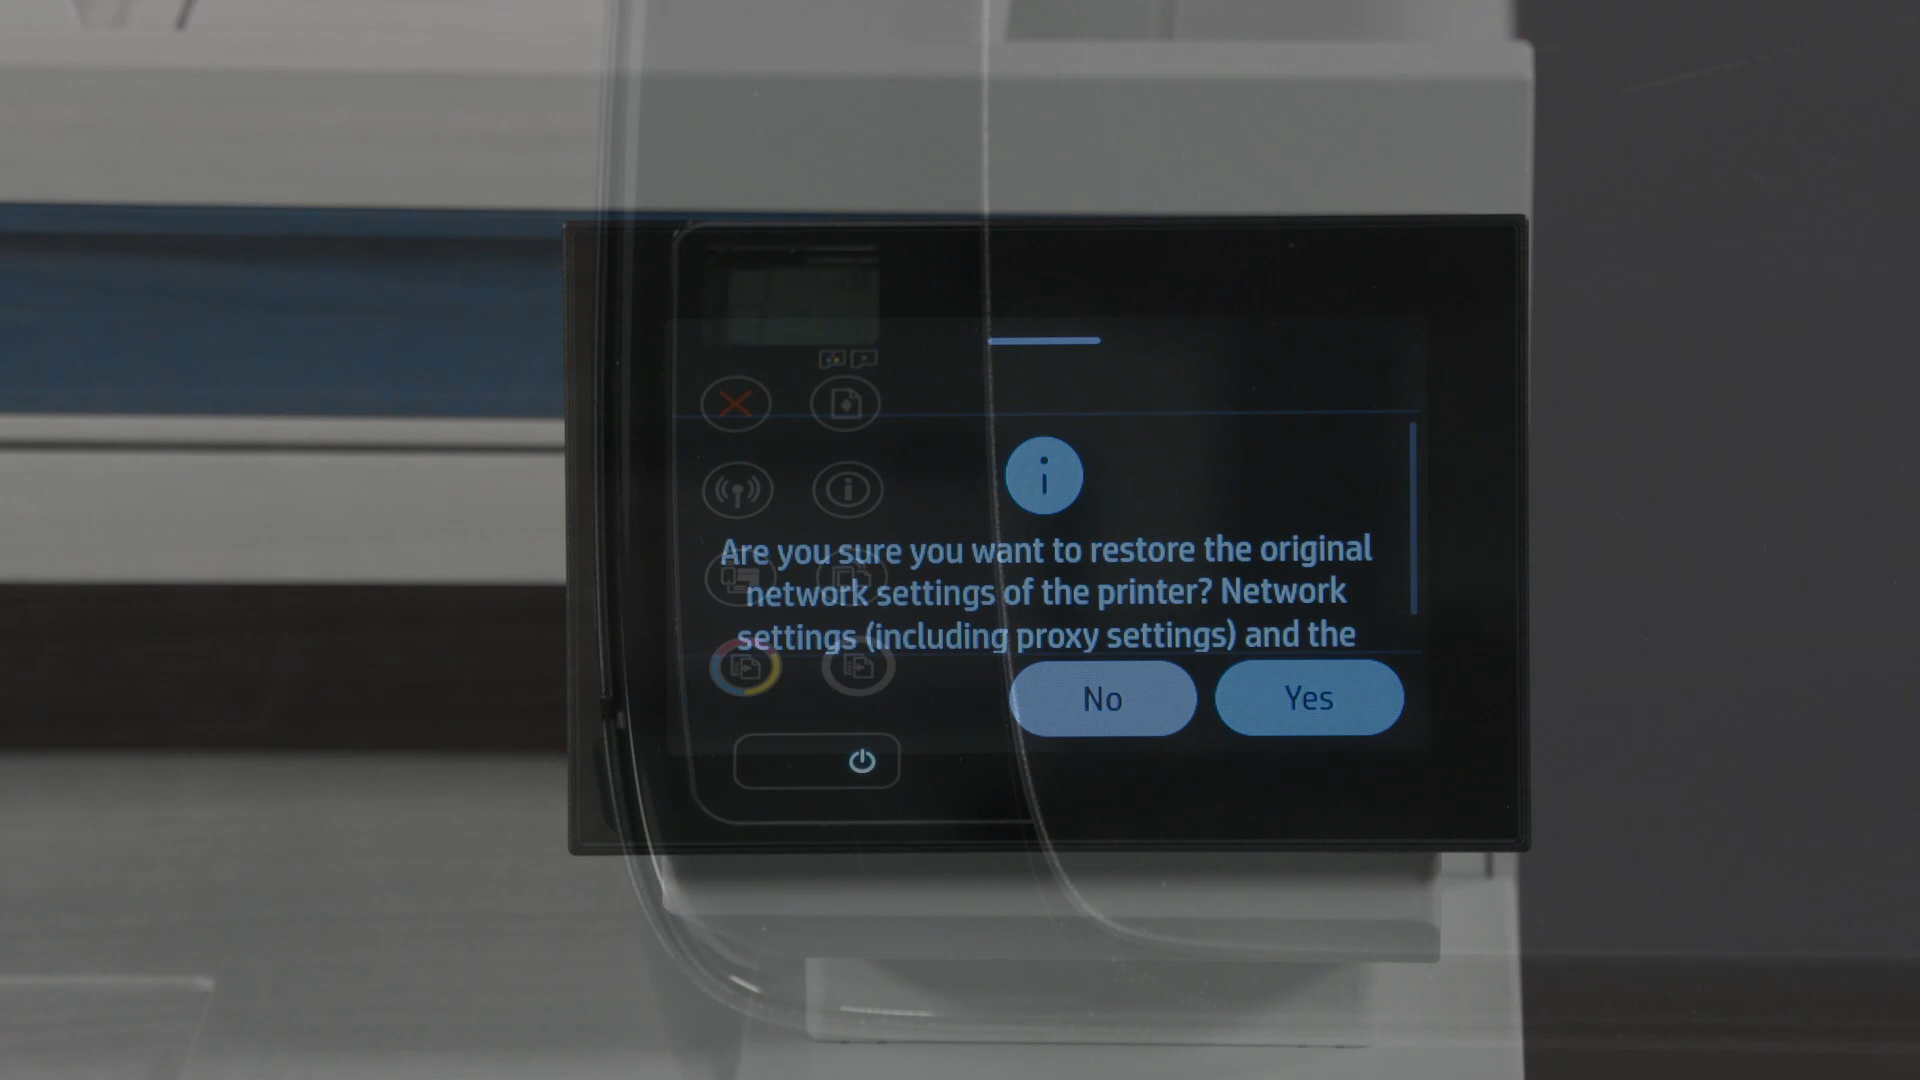 Are you sure you want to restore the original
network settings of the printer? Network
settings (including proxy settings) and the
No
Yes